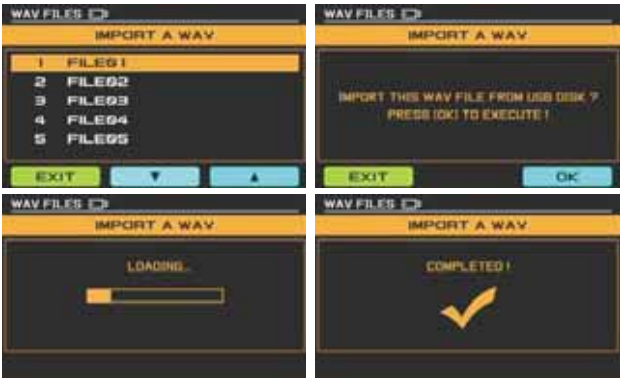 WAV FILES
IMPORT A WAV
1 FILE01
2 FILE02
3 FILE03
4 FILE04
5 FILE05
EXIT ▼ ▲
WAV FILES
IMPORT A WAV
IMPORT THIS WAV FILE FROM USB DISK ?
PRESS [OK] TO EXECUTE !
EXIT OK
WAV FILES
IMPORT A WAV
LOADING...
WAV FILES
IMPORT A WAV
COMPLETED !